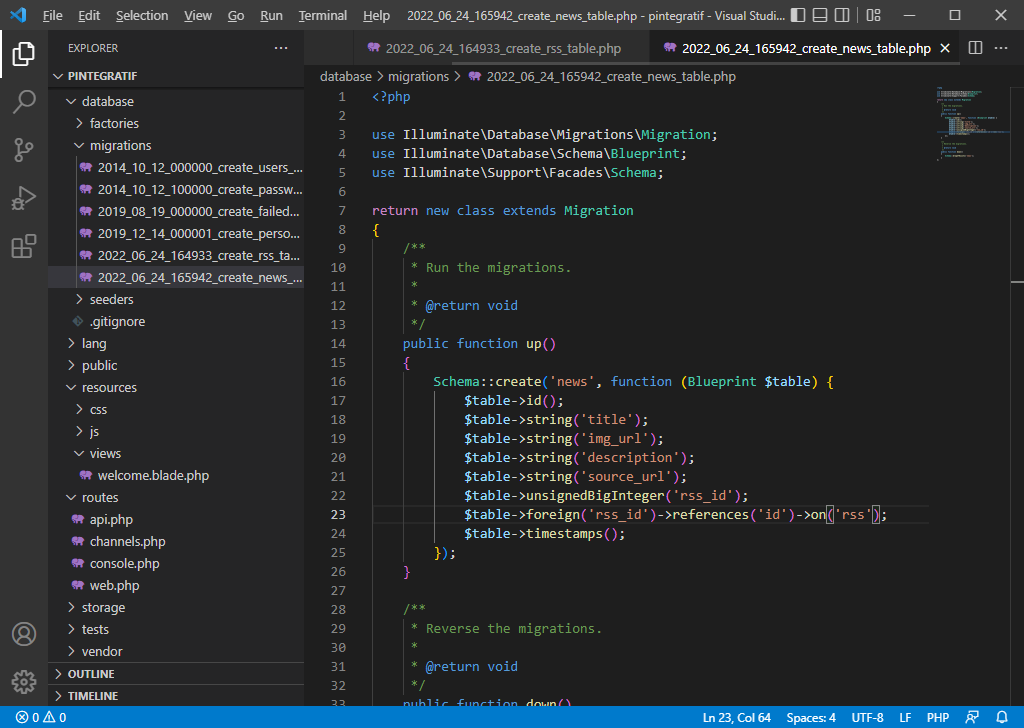 File Edit Selection View Go Run Terminal Help 2022_06_24_165942_create_news_table.php - pintegratif - Visual Studi...
EXPLORER
2022_06_24_164933_create_rss_table.php 2022_06_24_165942_create_news_table.php
PINTEGRATIF
database > migrations > 2022_06_24_165942_create_news_table.php
database
factories
migrations
2014_10_12_000000_create_users_...
2014_10_12_100000_create_passw...
2019_08_19_000000_create_failed...
2019_12_14_000001_create_perso...
2022_06_24_164933_create_rss_ta...
2022_06_24_165942_create_news_...
seeders
.gitignore
lang
public
resources
css
js
views
welcome.blade.php
routes
api.php
channels.php
console.php
web.php
storage
tests
vendor
OUTLINE
TIMELINE
1 <?php
2
3 use Illuminate\Database\Migrations\Migration;
4 use Illuminate\Database\Schema\Blueprint;
5 use Illuminate\Support\Facades\Schema;
6
7 return new class extends Migration
8 {
9 /**
10 * Run the migrations.
11 *
12 * @return void
13 */
14 public function up()
15 {
16 Schema::create('news', function (Blueprint $table) {
17 $table->id();
18 $table->string('title');
19 $table->string('img_url');
20 $table->string('description');
21 $table->string('source_url');
22 $table->unsignedBigInteger('rss_id');
23 $table->foreign('rss_id')->references('id')->on('rss');
24 $table->timestamps();
25 });
26 }
27
28 /**
29 * Reverse the migrations.
30 *
31 * @return void
32 */
33 public function down()
0 0 Ln 23, Col 64 Spaces: 4 UTF-8 LF PHP